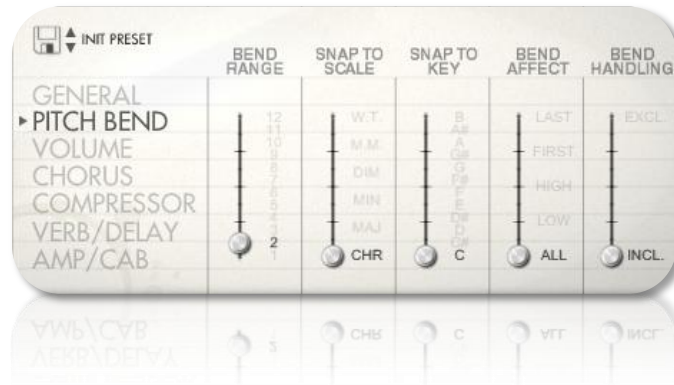 INIT PRESET
BEND RANGE
SNAP TO SCALE
SNAP TO KEY
BEND AFFECT
BEND HANDLING
GENERAL
PITCH BEND
VOLUME
CHORUS
COMPRESSOR
VERB/DELAY
AMP/CAB
12
11
10
9
8
7
6
5
4
3
2
1
W.T.
M.M.
DIM
MIN
MAJ
CHR
B
A#
A
G#
G
F#
F
E
D#
D
C#
C
LAST
FIRST
HIGH
LOW
ALL
EXCL.
INCL.